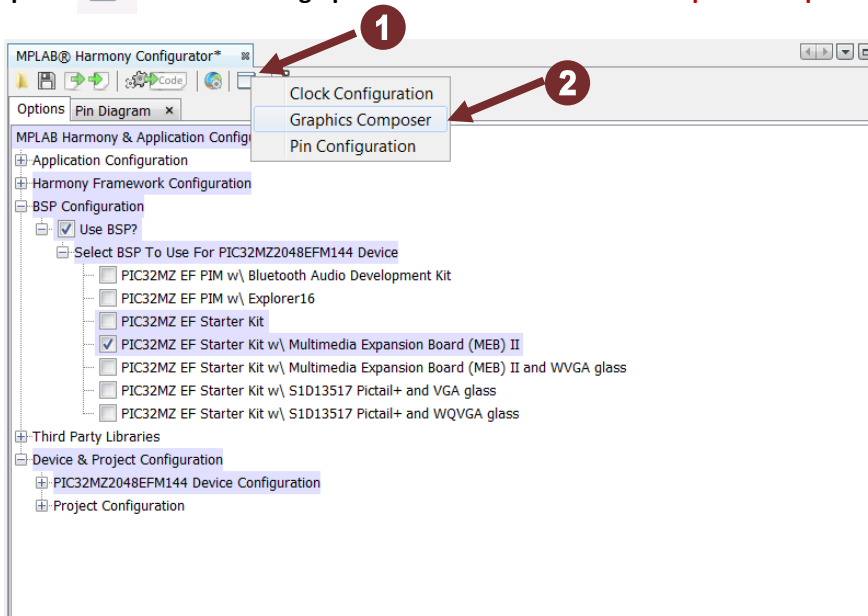 1
MPLAB® Harmony Configurator*
Code
2
Clock Configuration
Graphics Composer
Pin Configuration
Options Pin Diagram
MPLAB Harmony & Application Config
Application Configuration
Harmony Framework Configuration
BSP Configuration
Use BSP?
Select BSP To Use For PIC32MZ2048EFM144 Device
PIC32MZ EF PIM w\ Bluetooth Audio Development Kit
PIC32MZ EF PIM w\ Explorer16
PIC32MZ EF Starter Kit
PIC32MZ EF Starter Kit w\ Multimedia Expansion Board (MEB) II
PIC32MZ EF Starter Kit w\ Multimedia Expansion Board (MEB) II and WVGA glass
PIC32MZ EF Starter Kit w\ S1D13517 Pictail+ and VGA glass
PIC32MZ EF Starter Kit w\ S1D13517 Pictail+ and WQVGA glass
Third Party Libraries
Device & Project Configuration
PIC32MZ2048EFM144 Device Configuration
Project Configuration